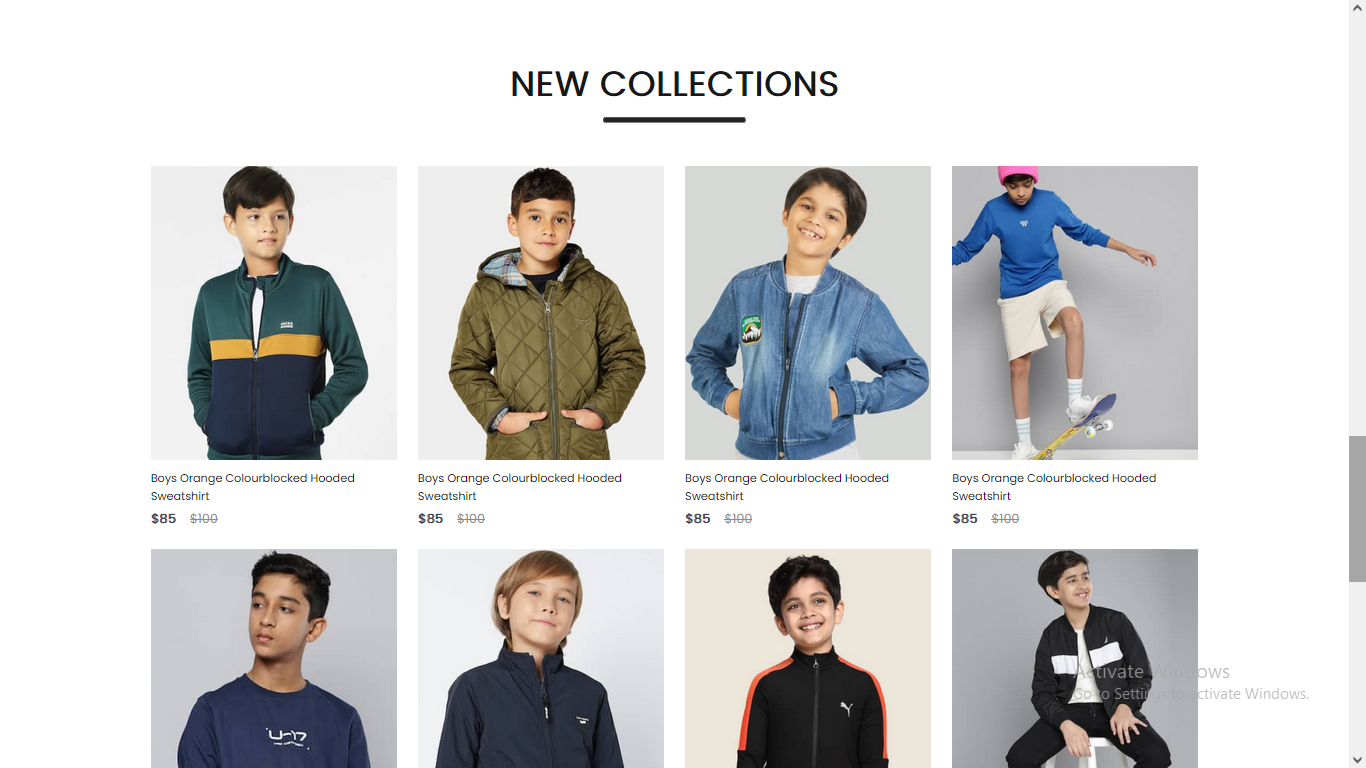 NEW COLLECTIONS
JACK& JONES
Boys Orange Colourblocked Hooded
Sweatshirt
$85 $100
Boys Orange Colourblocked Hooded
Sweatshirt
$85 $100
Boys Orange Colourblocked Hooded
Sweatshirt
$85 $100
Boys Orange Colourblocked Hooded
Sweatshirt
$85 $100
Activate Windows
Go to Settings to activate Windows.